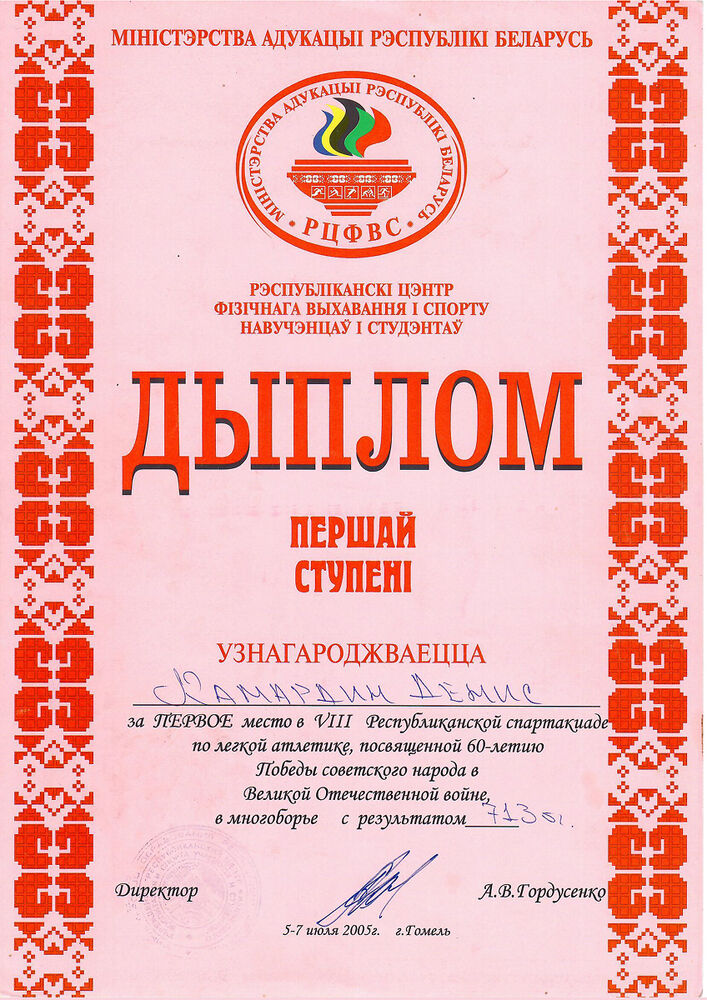 МІНІСТЭРСТВА АДУКАЦЫІ РЭСПУБЛІКІ БЕЛАРУСЬ
МІНІСТЭРСТВА АДУКАЦЫІ РЭСПУБЛІКІ БЕЛАРУСЬ
РЦФВС
РЭСПУБЛІКАНСКІ ЦЭНТР
ФІЗІЧНАГА ВЫХАВАННЯ І СПОРТУ
НАВУЧЭНЦАЎ І СТУДЭНТАЎ
ДЫПЛОМ
ПЕРШАЙ
СТУПЕНІ
УЗНАГАРОДЖВАЕЦЦА
Камардин Денис
за ПЕРВОЕ место в VIII Республиканской спартакиаде
по легкой атлетике, посвященной 60-летию
Победы советского народа в
Великой Отечественной войне,
в многоборье с результатом 713 о.
Директор А.В.Гордусенко
5-7 июля 2005г. г.Гомель